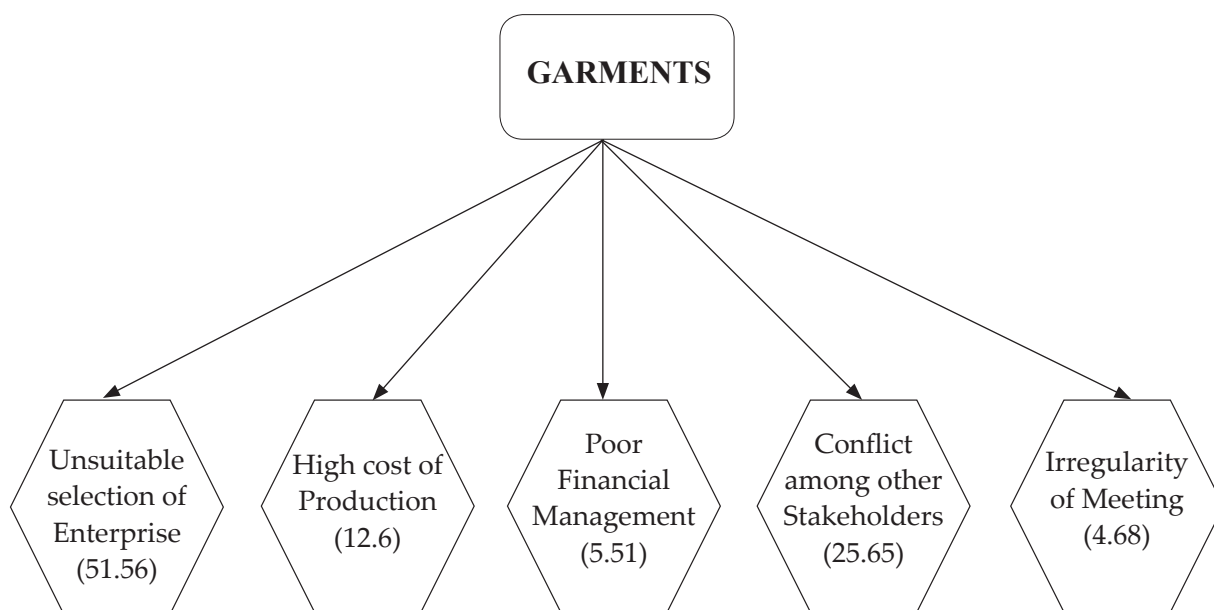 GARMENTS
Unsuitable
selection of
Enterprise
(51.56)
High cost of
Production
(12.6)
Poor
Financial
Management
(5.51)
Conflict
among other
Stakeholders
(25.65)
Irregularity
of Meeting
(4.68)